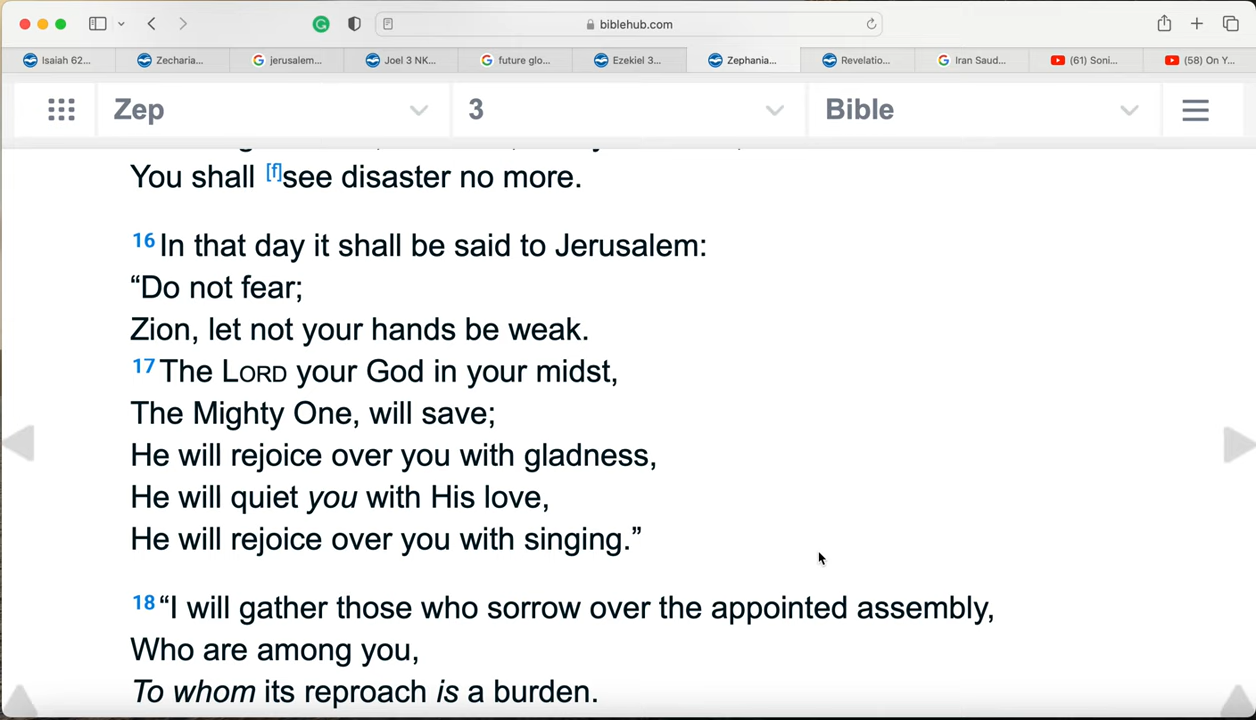 biblehub.com
Isaiah 62... Zecharia... jerusalem... Joel 3 NK... future glo... Ezekiel 3... Zephania... Revelatio... Iran Saud... (61) Soni... (58) On Y...
Zep 3 Bible
You shall [f]see disaster no more.
16 In that day it shall be said to Jerusalem:
“Do not fear;
Zion, let not your hands be weak.
17 The LORD your God in your midst,
The Mighty One, will save;
He will rejoice over you with gladness,
He will quiet you with His love,
He will rejoice over you with singing.”
18 “I will gather those who sorrow over the appointed assembly,
Who are among you,
To whom its reproach is a burden.